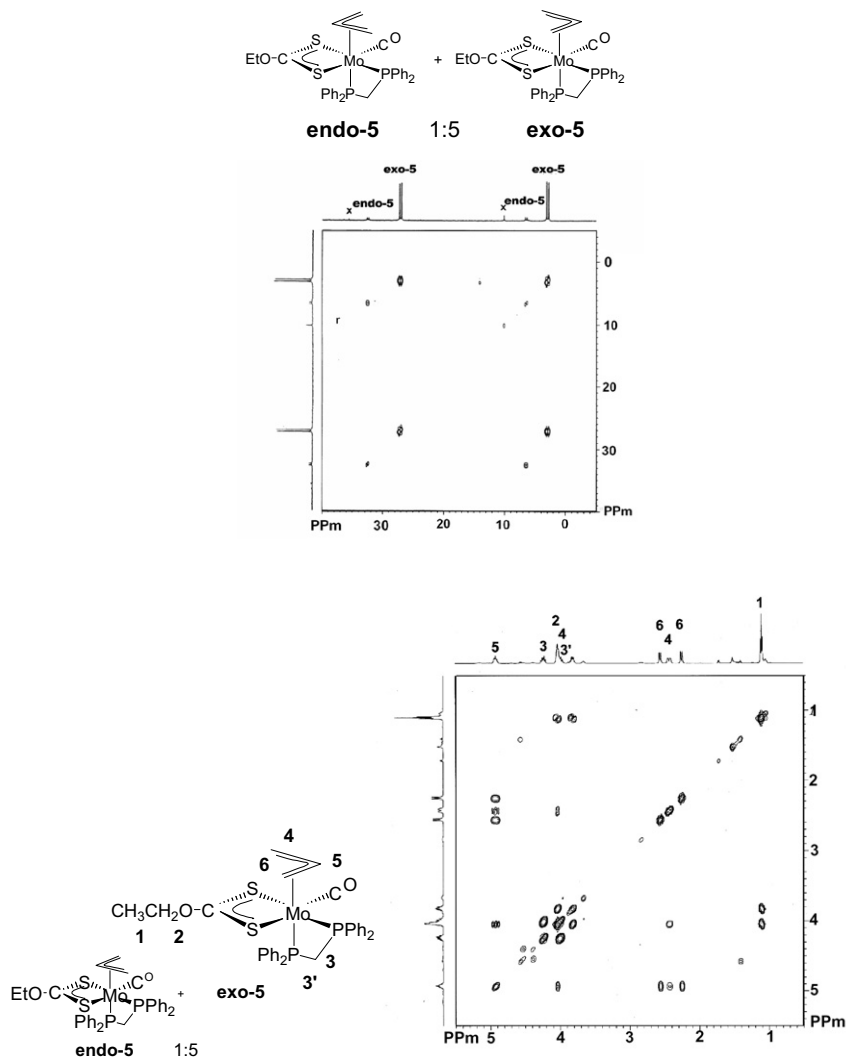 EtO-C S S Mo CO PPh2 Ph2P + EtO-C S S Mo CO PPh2 Ph2P
endo-5 1:5 exo-5
exo-5 exo-5
x endo-5 x endo-5
0
r
10
20
30
PPm
PPm 30 20 10 0
1
2
4
3'
6
4
6
5
3
1
2
3
4
5
PPm
PPm 5 4 3 2 1
4
6 5
CH3CH2O-C S S Mo CO PPh2 Ph2P
1 2
3
3'
exo-5
EtO-C S S Mo CO PPh2 Ph2P +
endo-5 1:5